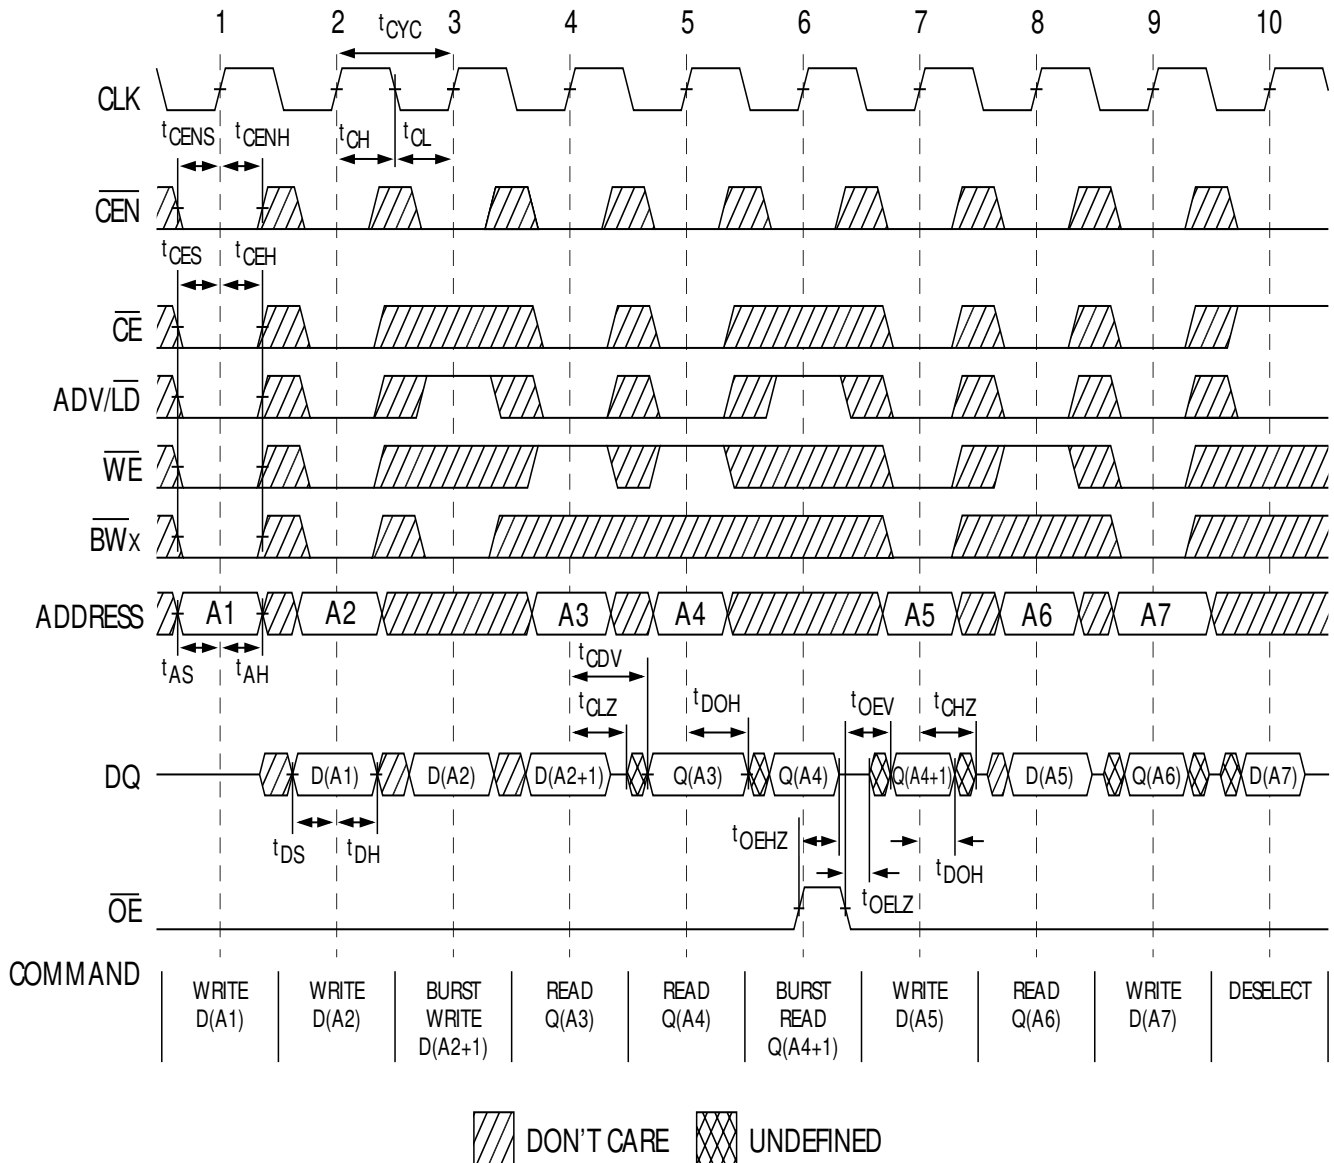 1 2 3 4 5 6 7 8 9 10
tCYC
CLK
tCENS tCENH tCH tCL
CEN
tCES tCEH
CE
ADV/LD
WE
BWx
ADDRESS A1 A2 A3 A4 A5 A6 A7
tAS tAH tCDV
tCLZ tDOH tOEV tCHZ
DQ D(A1) D(A2) D(A2+1) Q(A3) Q(A4) Q(A4+1) D(A5) Q(A6) D(A7)
tDS tDH tOEHZ tDOH
tOELZ
OE
COMMAND
WRITE WRITE BURST READ READ BURST WRITE READ WRITE DESELECT
D(A1) D(A2) WRITE Q(A3) Q(A4) READ D(A5) Q(A6) D(A7)
D(A2+1) Q(A4+1)
DON'T CARE UNDEFINED